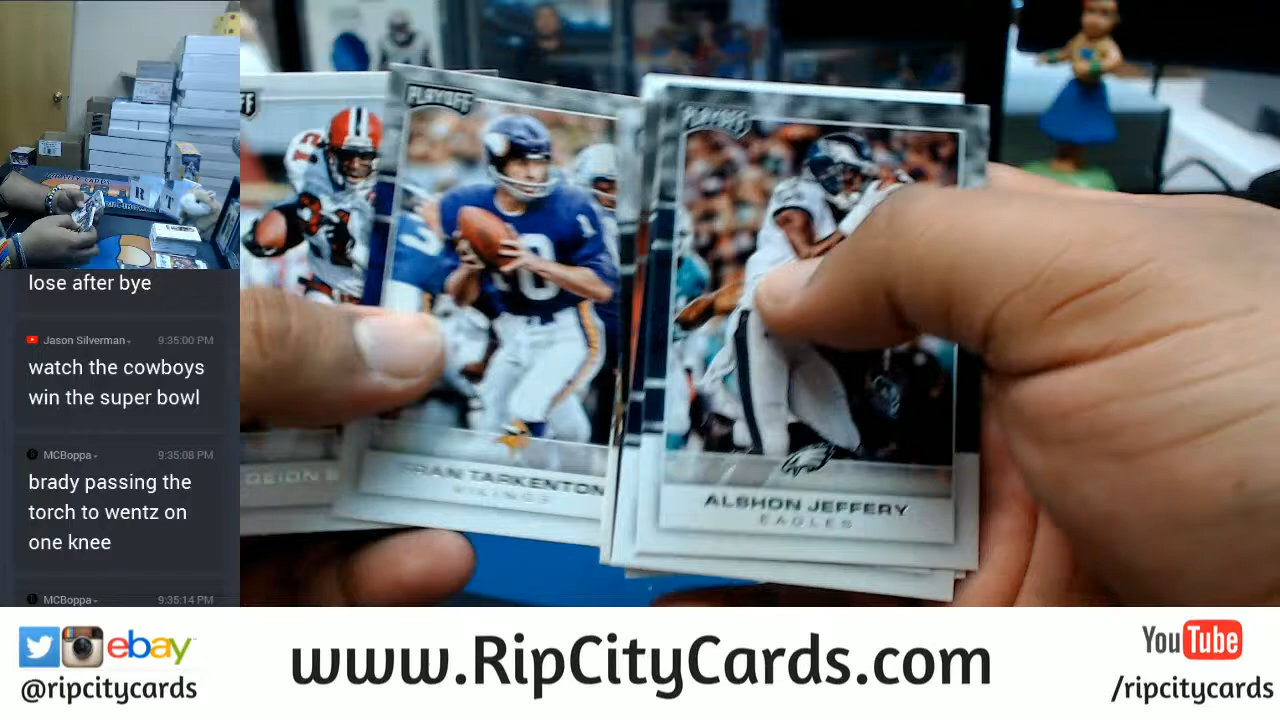 lose after bye
Jason Silverman 9:35:00 PM
watch the cowboys
win the super bowl
MCBoppa 9:35:08 PM
brady passing the
torch to wentz on
one knee
MCBoppa 9:35:14 PM
PLAYOFF
PLAYOFF
FRAN TARKENTON
VIKINGS
ALSHON JEFFERY
EAGLES
R T
ebay
@ripcitycards
www.RipCityCards.com
YouTube
/ripcitycards